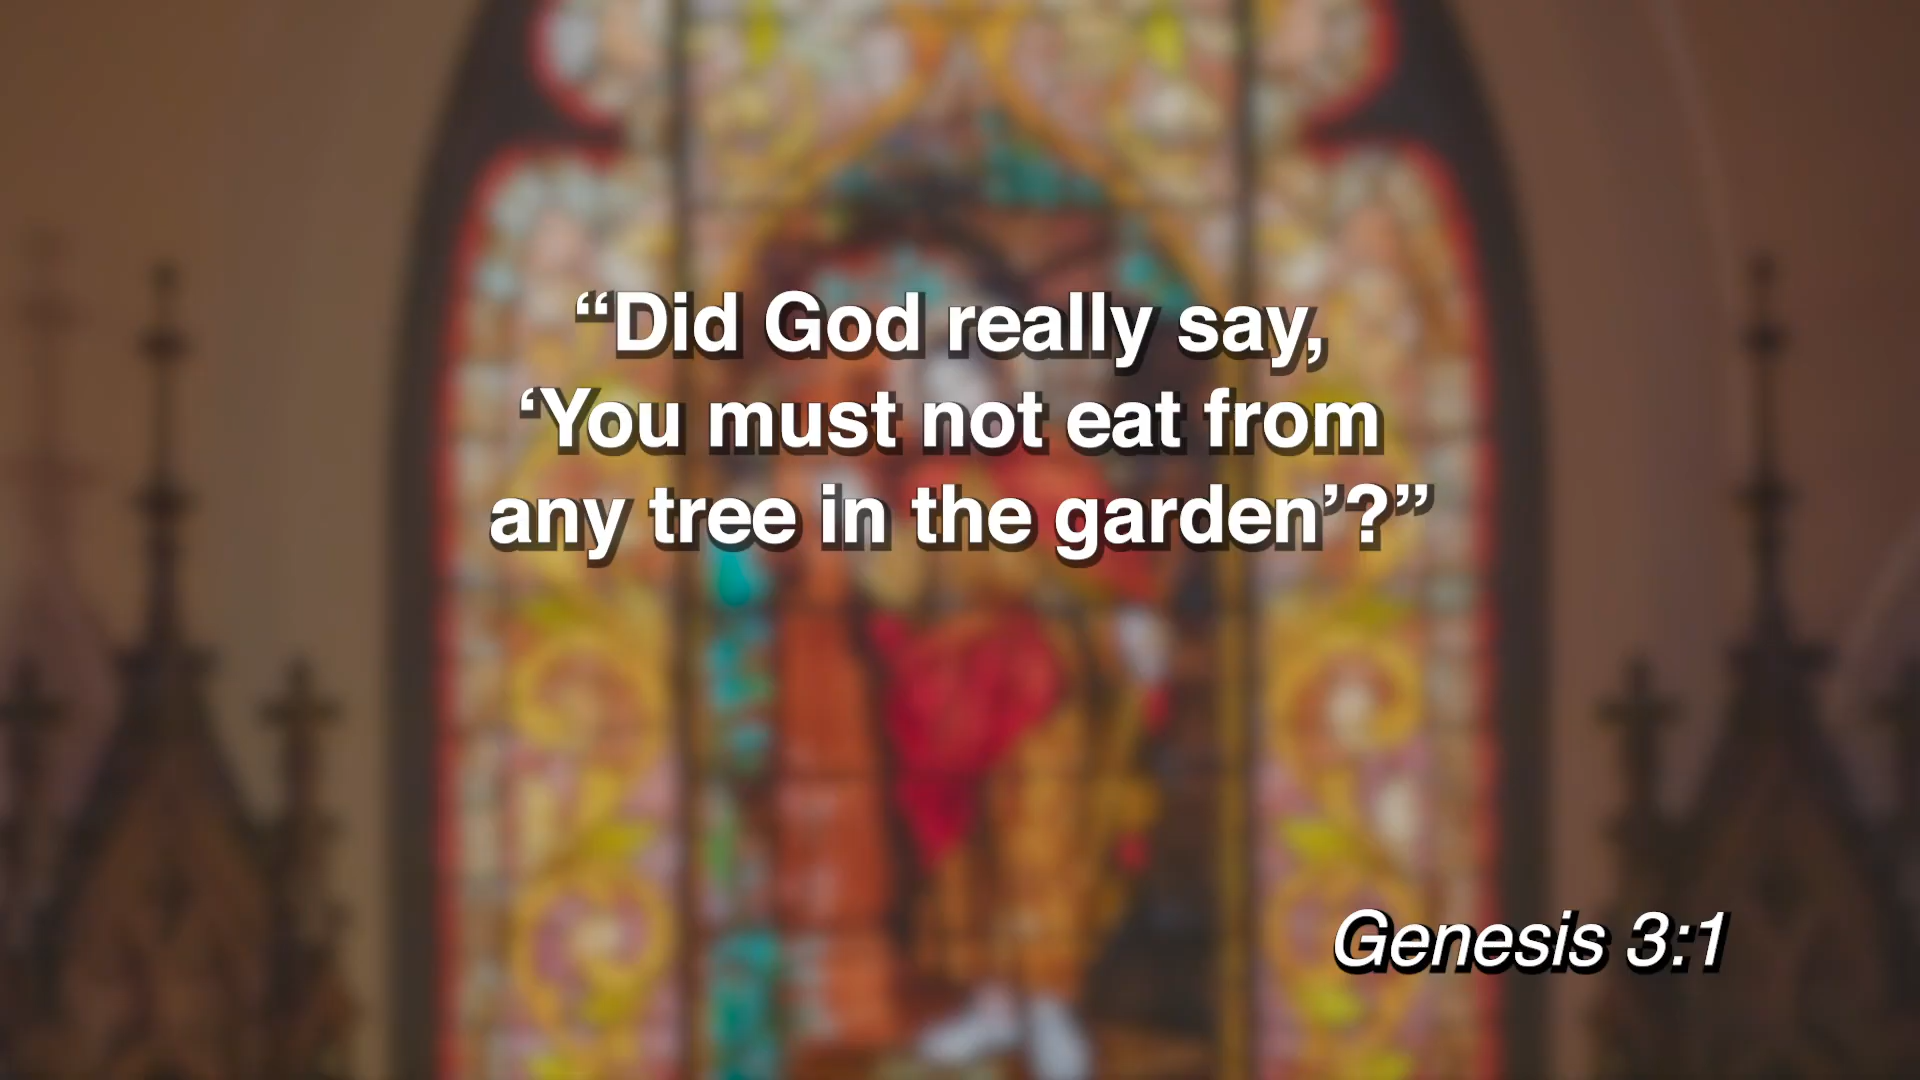 “Did God really say,
‘You must not eat from
any tree in the garden’?”
Genesis 3:1